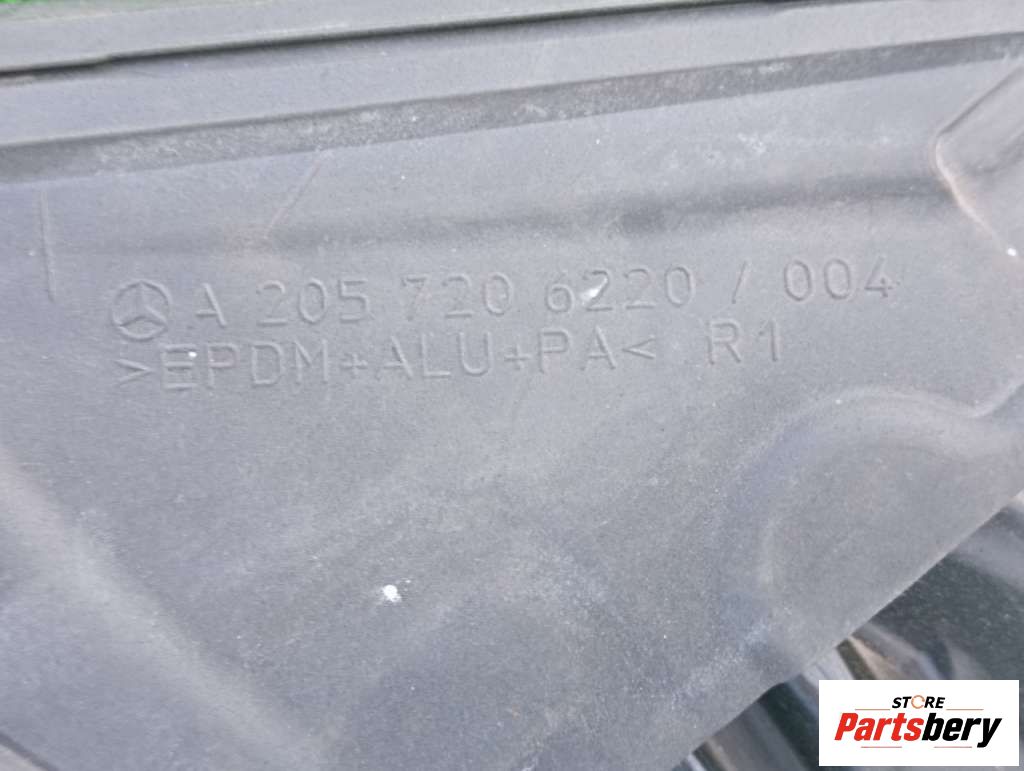 A 205 720 6220 / 004
>EPDM+ALU+PA< R1
STORE
Partsbery